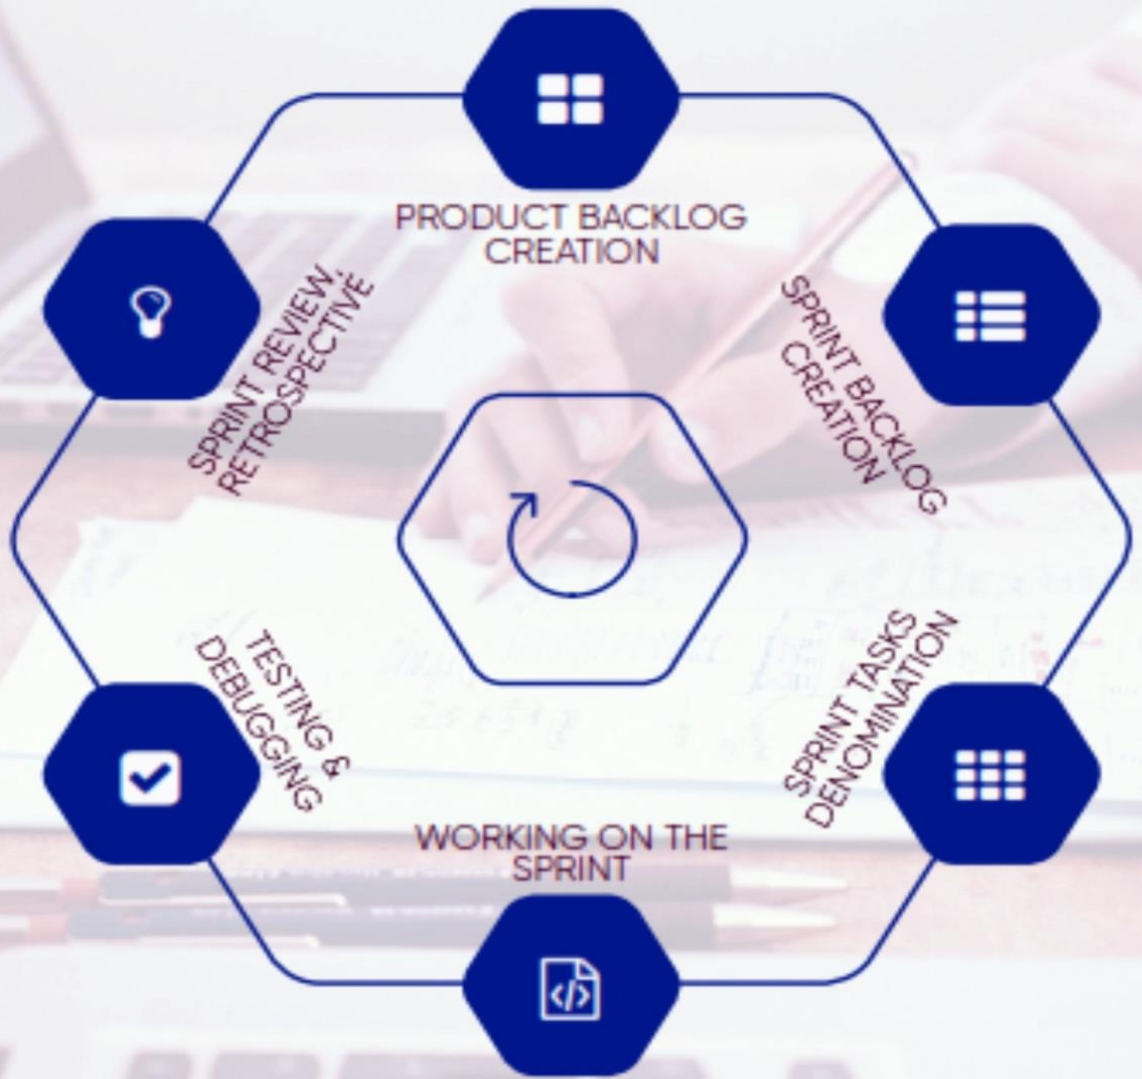 PRODUCT BACKLOG
CREATION
SPRINT BACKLOG
CREATION
SPRINT TASKS
DENOMINATION
WORKING ON THE
SPRINT
TESTING &
DEBUGGING
SPRINT REVIEW,
RETROSPECTIVE